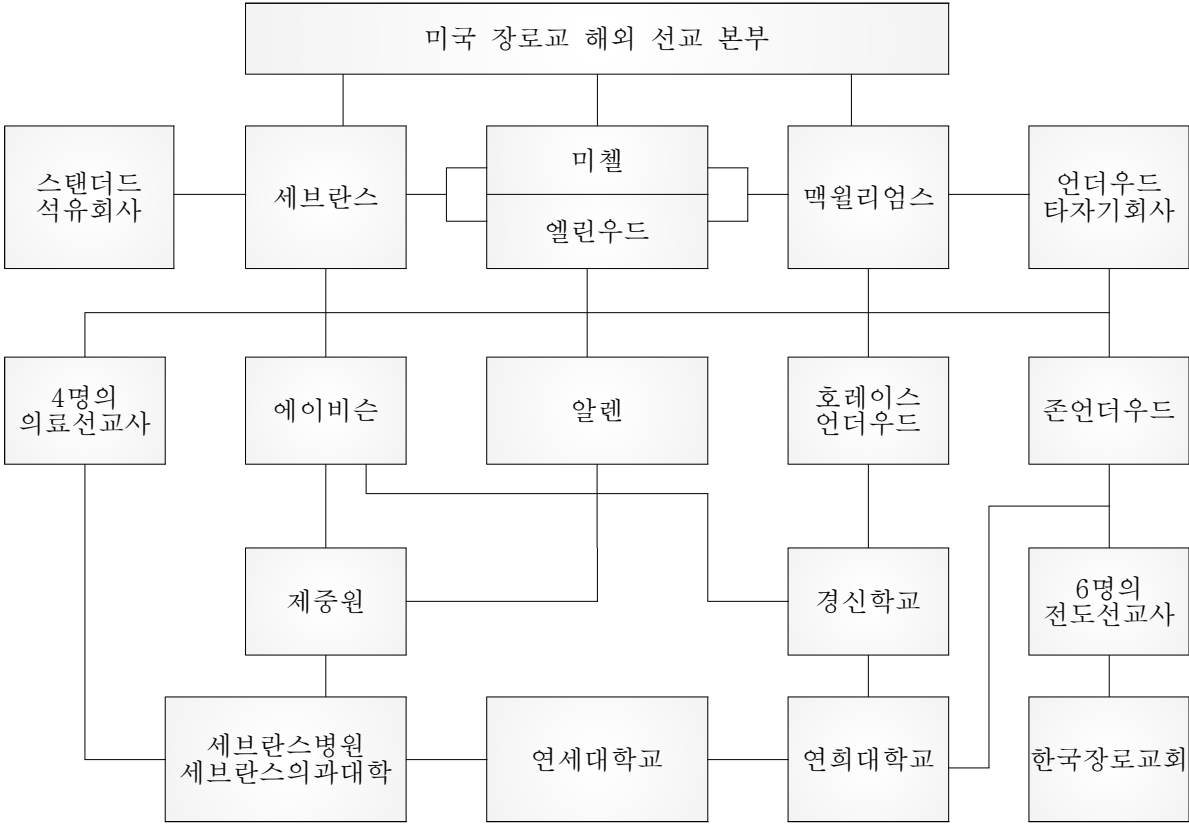 미국 장로교 해외 선교 본부
스탠더드
석유회사
세브란스
미첼
엘린우드
맥윌리엄스
언더우드
타자기회사
4명의
의료선교사
에이비슨
알렌
호레이스
언더우드
존언더우드
제중원
경신학교
6명의
전도선교사
세브란스병원
세브란스의과대학
연세대학교
연희대학교
한국장로교회